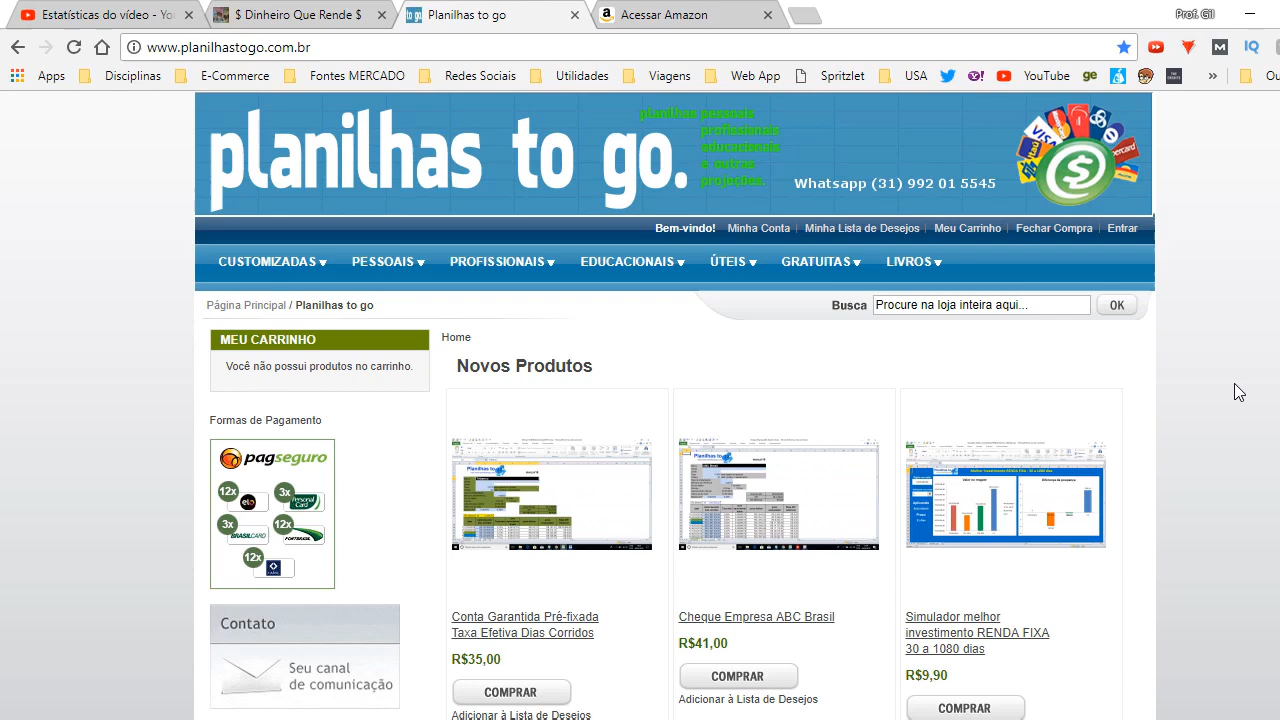 Estatísticas do vídeo - Yo
$ Dinheiro Que Rende $
Planilhas to go
Acessar Amazon
Prof. Gil
www.planilhastogo.com.br
Apps
Disciplinas
E-Commerce
Fontes MERCADO
Redes Sociais
Utilidades
Viagens
Web App
Spritzlet
USA
YouTube
planilhas to go.
planilhas pessoais
profissionais
educacionais
e outras
projeções.
Whatsapp (31) 992 01 5545
Bem-vindo! Minha Conta Minha Lista de Desejos Meu Carrinho Fechar Compra Entrar
CUSTOMIZADAS PESSOAIS PROFISSIONAIS EDUCACIONAIS ÚTEIS GRATUITAS LIVROS
Página Principal / Planilhas to go
Busca Procure na loja inteira aqui... OK
MEU CARRINHO
Você não possui produtos no carrinho.
Formas de Pagamento
pagseguro
12x elo 3x Personal Card
3x BRASILCARD 12x FORTBRASIL
12x
Contato
Seu canal
de comunicação
Home
Novos Produtos
Conta Garantida Pré-fixada
Taxa Efetiva Dias Corridos
R$35,00
COMPRAR
Adicionar à Lista de Desejos
Cheque Empresa ABC Brasil
R$41,00
COMPRAR
Adicionar à Lista de Desejos
Simulador melhor
investimento RENDA FIXA
30 a 1080 dias
R$9,90
COMPRAR